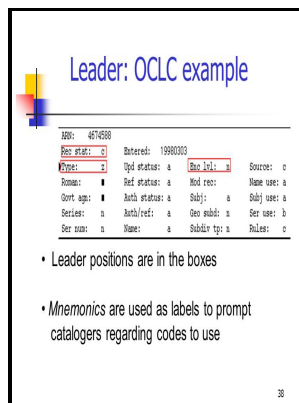 Leader: OCLC example
ARN: 4674588
Rec stat: c Entered: 19980303
Type: z Upd status: a Enc lvl: n Source: c
Roman: ■ Ref status: a Mod rec: Name use: a
Govt agn: ■ Auth status: a Subj: a Subj use: a
Series: n Auth/ref: a Geo subd: n Ser use: b
Ser num: n Name: a Subdiv tp: n Rules: c
• Leader positions are in the boxes
• Mnemonics are used as labels to prompt
catalogers regarding codes to use
38